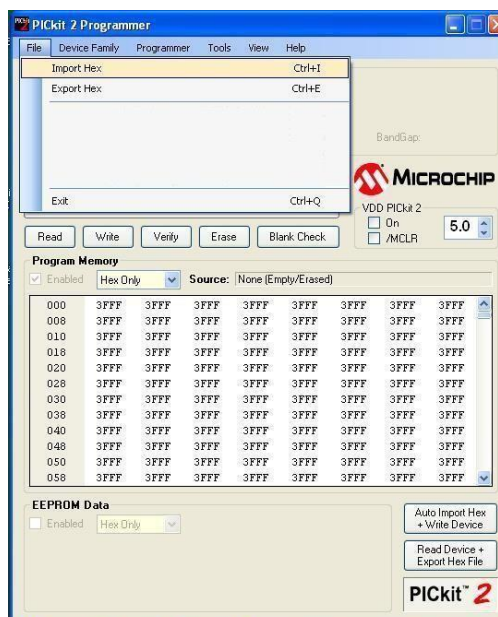 PICkit 2 Programmer
File Device Family Programmer Tools View Help
Import Hex Ctrl+I
Export Hex Ctrl+E
Exit Ctrl+Q
BandGap:
MICROCHIP
VDD PICkit 2
On
/MCLR
5.0
Read Write Verify Erase Blank Check
Program Memory
Enabled Hex Only Source: None (Empty/Erased)
000 3FFF 3FFF 3FFF 3FFF 3FFF 3FFF 3FFF 3FFF
008 3FFF 3FFF 3FFF 3FFF 3FFF 3FFF 3FFF 3FFF
010 3FFF 3FFF 3FFF 3FFF 3FFF 3FFF 3FFF 3FFF
018 3FFF 3FFF 3FFF 3FFF 3FFF 3FFF 3FFF 3FFF
020 3FFF 3FFF 3FFF 3FFF 3FFF 3FFF 3FFF 3FFF
028 3FFF 3FFF 3FFF 3FFF 3FFF 3FFF 3FFF 3FFF
030 3FFF 3FFF 3FFF 3FFF 3FFF 3FFF 3FFF 3FFF
038 3FFF 3FFF 3FFF 3FFF 3FFF 3FFF 3FFF 3FFF
040 3FFF 3FFF 3FFF 3FFF 3FFF 3FFF 3FFF 3FFF
048 3FFF 3FFF 3FFF 3FFF 3FFF 3FFF 3FFF 3FFF
050 3FFF 3FFF 3FFF 3FFF 3FFF 3FFF 3FFF 3FFF
058 3FFF 3FFF 3FFF 3FFF 3FFF 3FFF 3FFF 3FFF
EEPROM Data
Enabled Hex Only
Auto Import Hex
+ Write Device
Read Device +
Export Hex File
PICkit™ 2